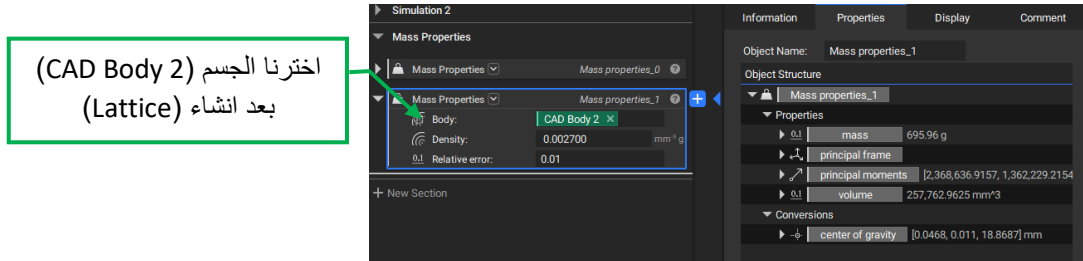 اخترنا الجسم (CAD Body 2)
بعد انشاء (Lattice)
Simulation 2
Mass Properties
Mass Properties Mass properties_0
Mass Properties Mass properties_1
Body: CAD Body 2 ×
Density: 0.002700 mm⁻³ g
0.1 Relative error: 0.01
+ New Section
Information Properties Display Comment
Object Name: Mass properties_1
Object Structure
Mass properties_1
Properties
0.1 mass 695.96 g
principal frame
principal moments [2,368,636.9157, 1,362,229.2154
0.1 volume 257,762.9625 mm^3
Conversions
center of gravity [0.0468, 0.011, 18.8687] mm